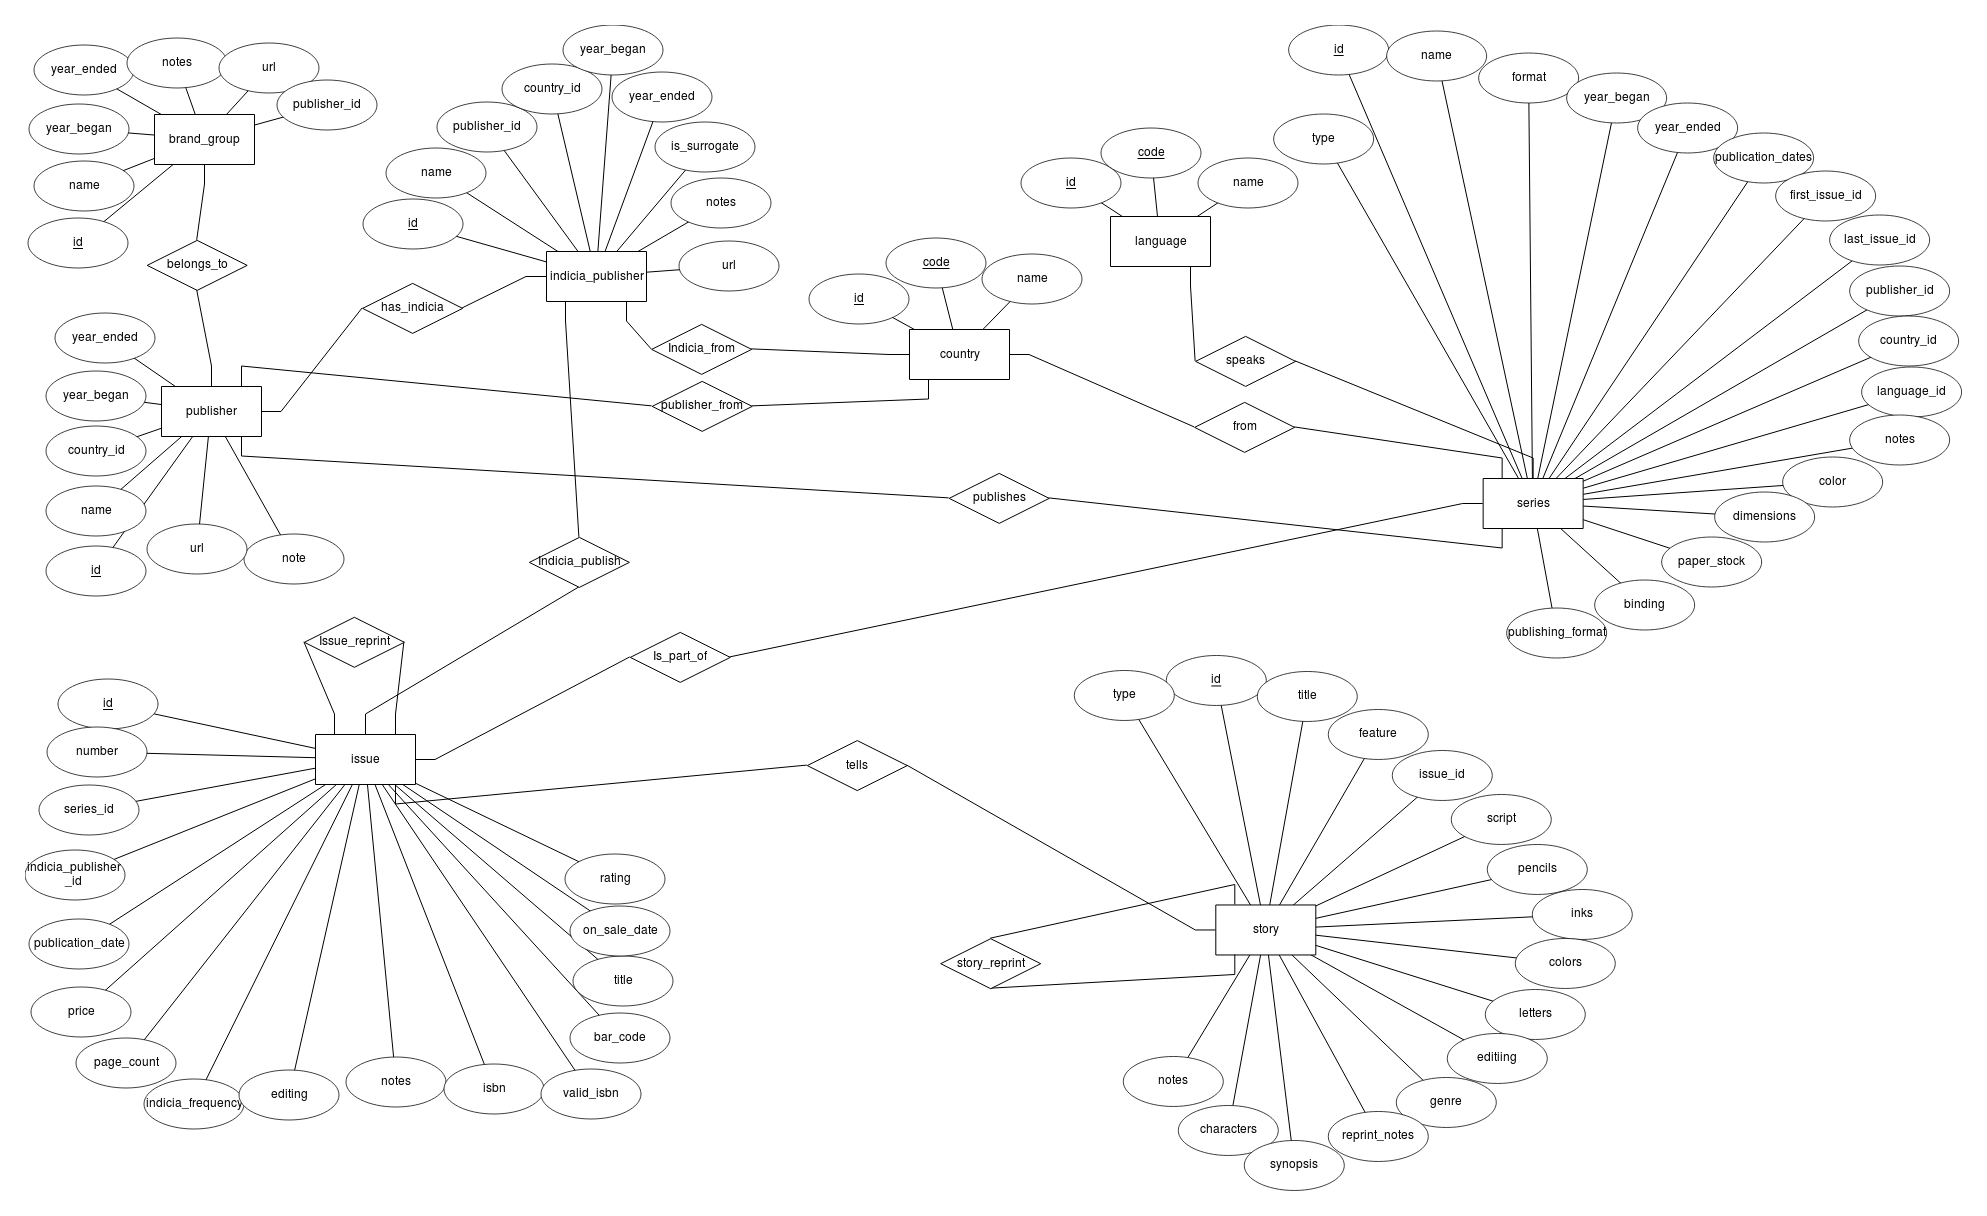 year_ended
notes
url
publisher_id
year_began
brand_group
name
id
belongs_to
year_began
country_id
year_ended
publisher_id
is_surrogate
name
notes
id
indicia_publisher
url
has_indicia
Indicia_from
publisher_from
code
id
name
country
code
id
name
language
speaks
from
id
name
format
year_began
type
year_ended
publication_dates
first_issue_id
last_issue_id
publisher_id
country_id
language_id
notes
color
series
dimensions
paper_stock
binding
publishing_format
year_ended
year_began
publisher
country_id
name
url
note
id
publishes
Indicia_publish
Issue_reprint
Is_part_of
id
number
issue
series_id
indicia_publisher
_id
publication_date
price
page_count
indicia_frequency
editing
notes
isbn
valid_isbn
bar_code
title
on_sale_date
rating
tells
type
id
title
feature
issue_id
script
pencils
inks
story
colors
story_reprint
letters
editiing
genre
reprint_notes
synopsis
characters
notes